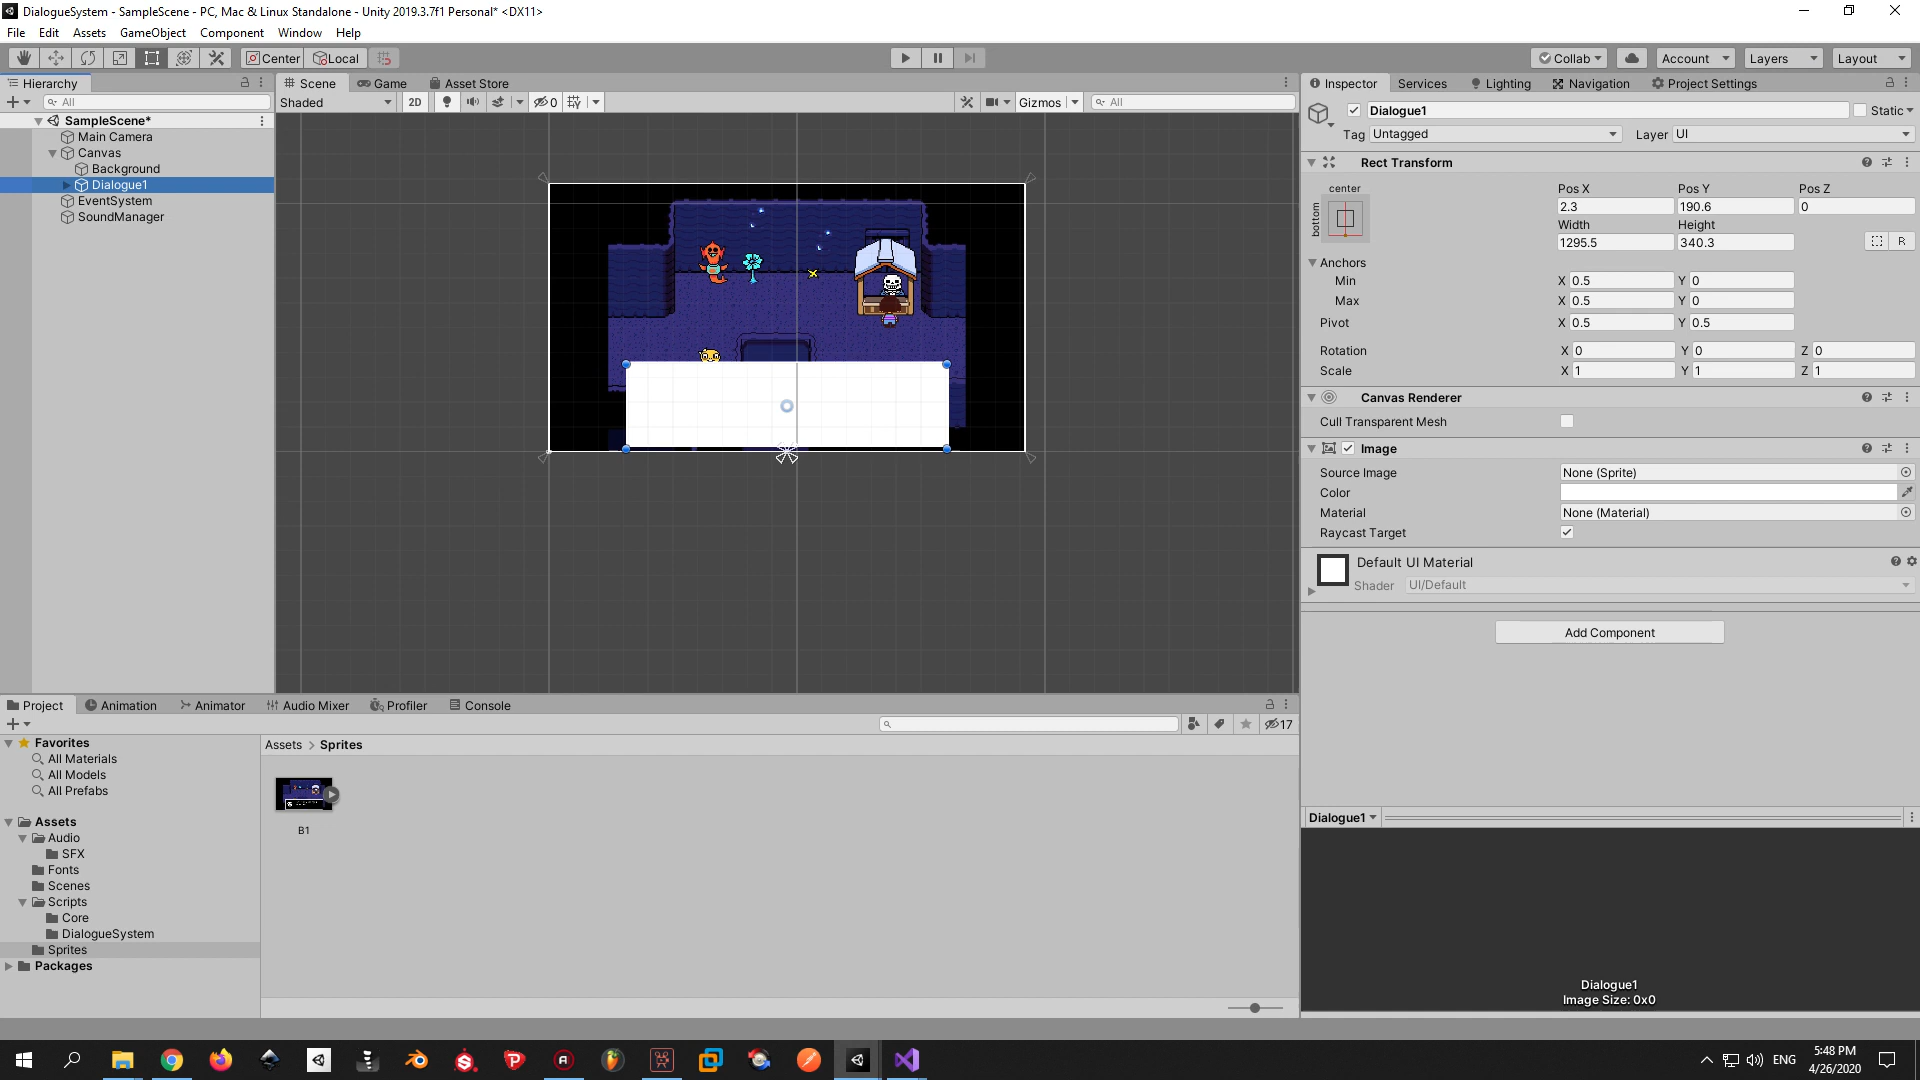 DialogueSystem - SampleScene - PC, Mac & Linux Standalone - Unity 2019.3.7f1 Personal* <DX11>
File Edit Assets GameObject Component Window Help
Center Local Collab Account Layers Layout
Hierarchy
All
SampleScene*
Main Camera
Canvas
Background
Dialogue1
EventSystem
SoundManager
Scene Game Asset Store
Shaded 2D 0 Gizmos All
Inspector Services Lighting Navigation Project Settings
Dialogue1 Static
Tag Untagged Layer UI
Rect Transform
center
bottom
Pos X Pos Y Pos Z
2.3 190.6 0
Width Height
1295.5 340.3 R
Anchors
Min X 0.5 Y 0
Max X 0.5 Y 0
Pivot X 0.5 Y 0.5
Rotation X 0 Y 0 Z 0
Scale X 1 Y 1 Z 1
Canvas Renderer
Cull Transparent Mesh
Image
Source Image None (Sprite)
Color
Material None (Material)
Raycast Target
Default UI Material
Shader UI/Default
Add Component
Dialogue1
Dialogue1
Image Size: 0x0
Project Animation Animator Audio Mixer Profiler Console
17
Favorites
All Materials
All Models
All Prefabs
Assets
Audio
SFX
Fonts
Scenes
Scripts
Core
DialogueSystem
Sprites
Packages
Assets > Sprites
B1
ENG
5:48 PM
4/26/2020